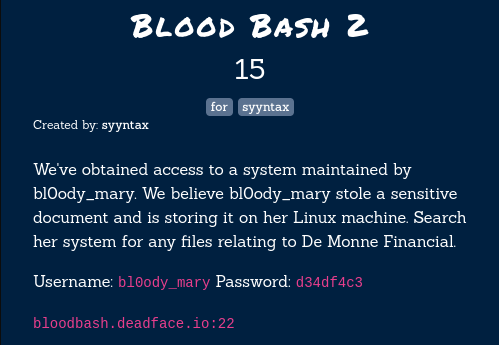 Blood Bash 2
15
for syyntax
Created by: syyntax
We've obtained access to a system maintained by
bl0ody_mary. We believe bl0ody_mary stole a sensitive
document and is storing it on her Linux machine. Search
her system for any files relating to De Monne Financial.
Username: bl0ody_mary Password: d34df4c3
bloodbash.deadface.io:22